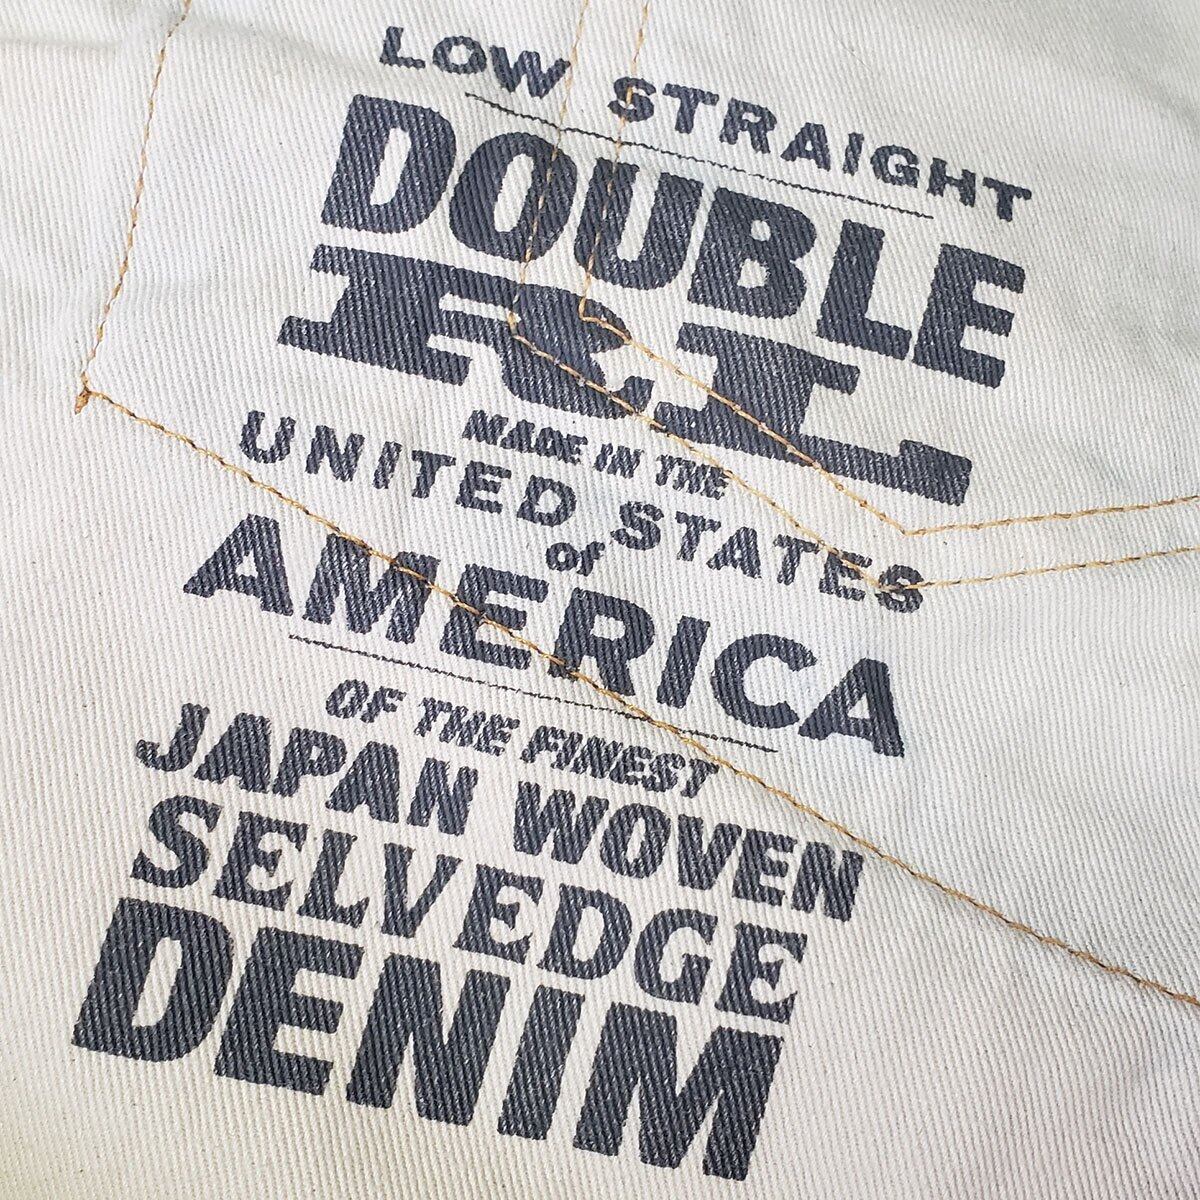 LOW STRAIGHT
DOUBLE
RL
MADE IN THE
UNITED STATES
of
AMERICA
OF THE FINEST
JAPAN WOVEN
SELVEDGE
DENIM